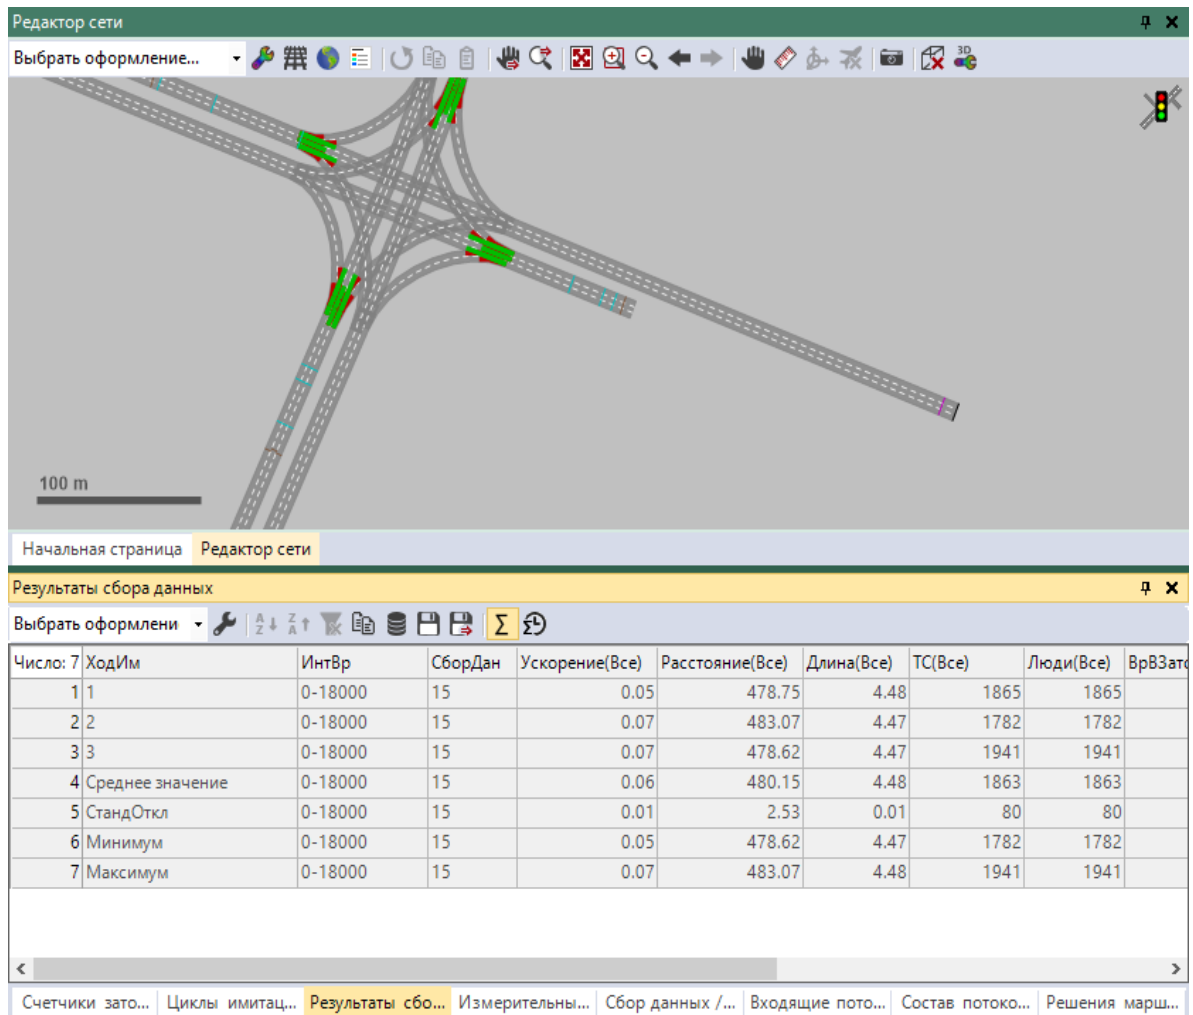 Редактор сети
Выбрать оформление... 3D
100 m
Начальная страница Редактор сети
Результаты сбора данных
Выбрать оформлени A Z Z A Σ
Число: 7 ХодИм ИнтВр СборДан Ускорение(Все) Расстояние(Все) Длина(Все) ТС(Все) Люди(Все) ВрВЗато
1 1 0-18000 15 0.05 478.75 4.48 1865 1865
2 2 0-18000 15 0.07 483.07 4.47 1782 1782
3 3 0-18000 15 0.07 478.62 4.47 1941 1941
4 Среднее значение 0-18000 15 0.06 480.15 4.48 1863 1863
5 СтандОткл 0-18000 15 0.01 2.53 0.01 80 80
6 Минимум 0-18000 15 0.05 478.62 4.47 1782 1782
7 Максимум 0-18000 15 0.07 483.07 4.48 1941 1941
Счетчики зато... Циклы имитац... Результаты сбо... Измерительны... Сбор данных /... Входящие пото... Состав потоко... Решения марш...